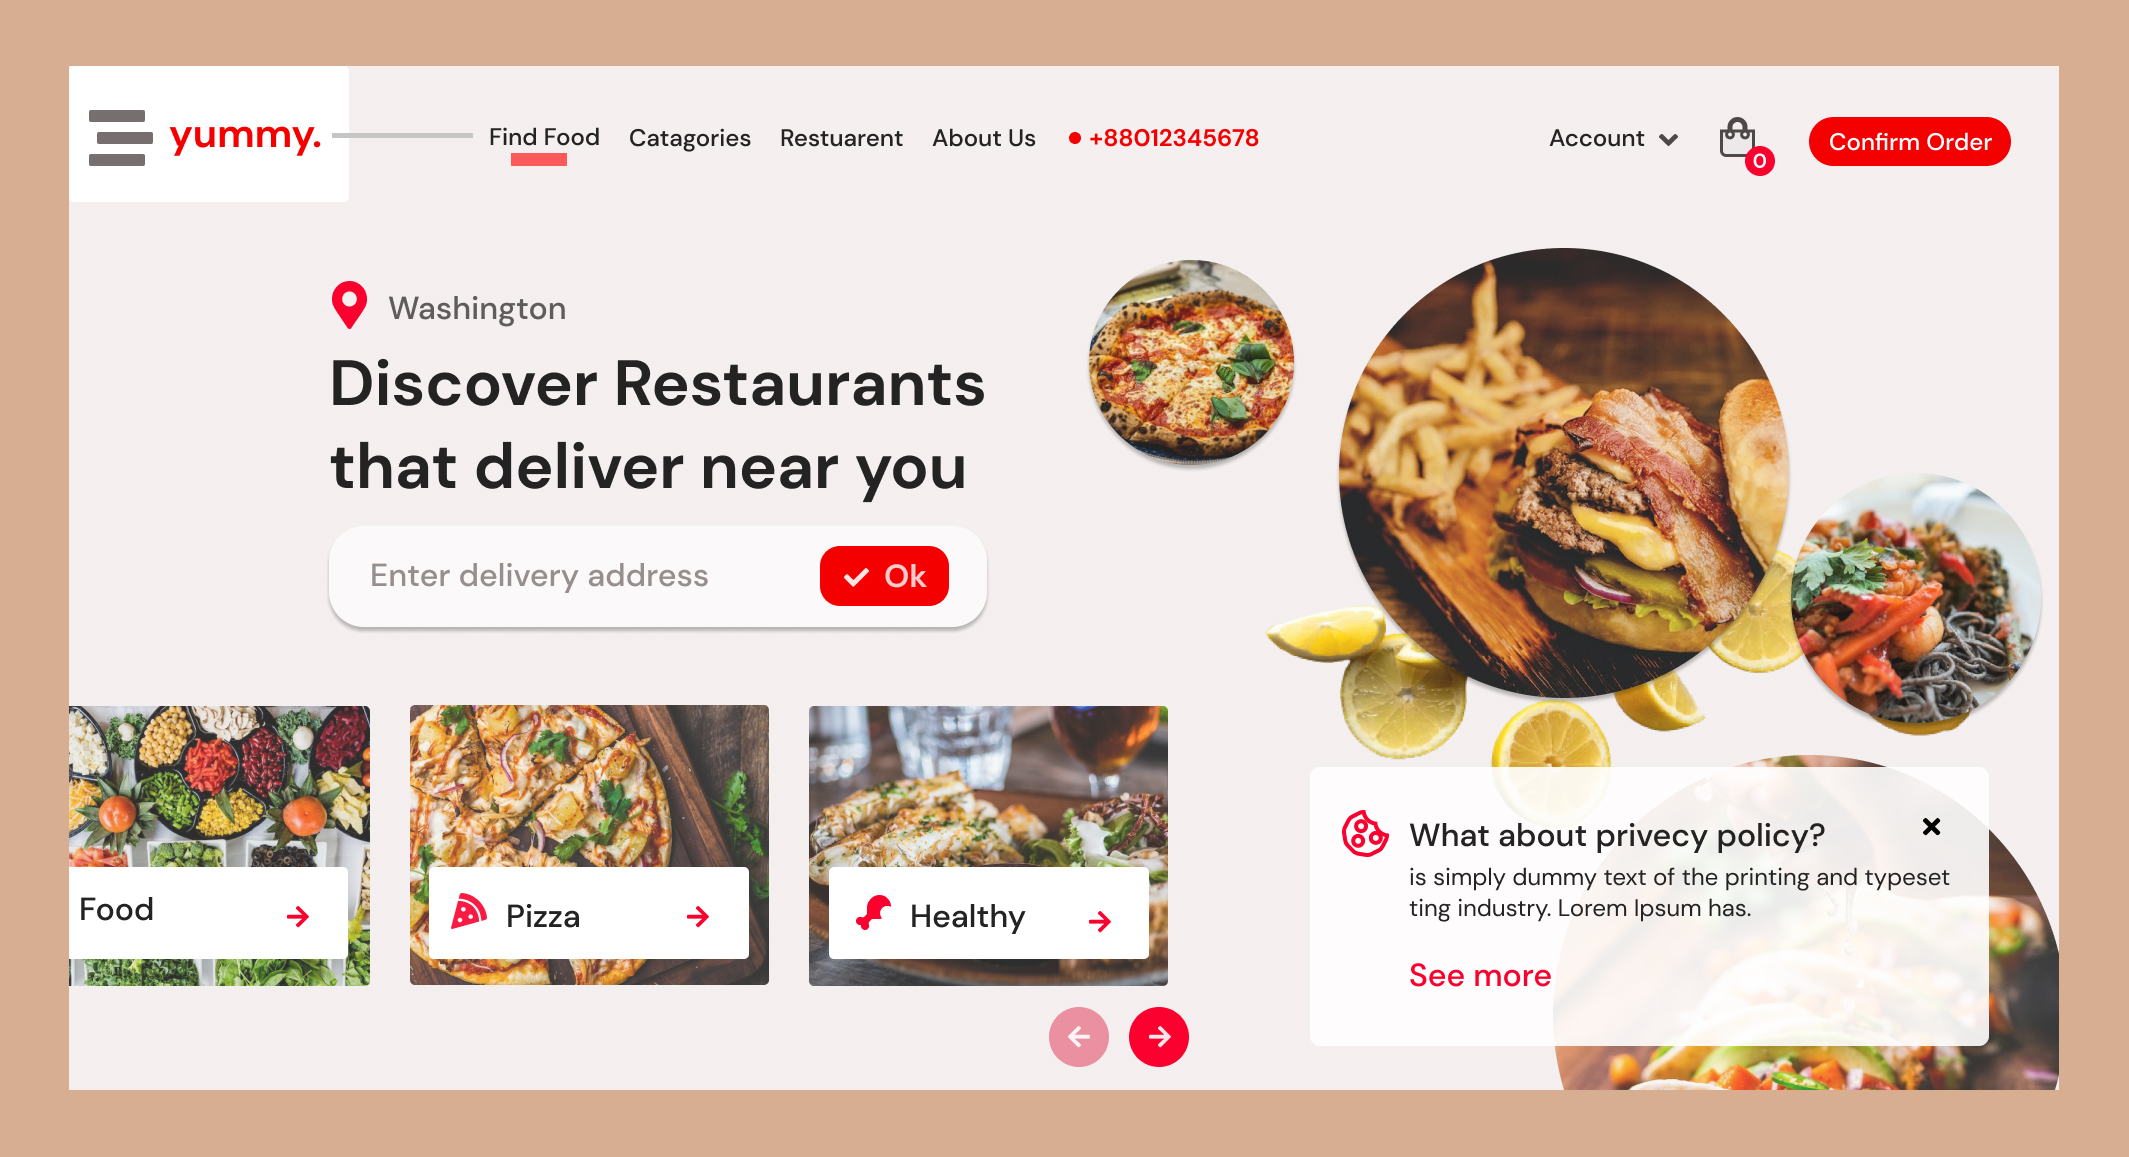 yummy.
Find Food
Catagories
Restuarent
About Us
+88012345678
Account
0
Confirm Order
Washington
Discover Restaurants
that deliver near you
Enter delivery address
Ok
Food
Pizza
Healthy
What about privecy policy?
is simply dummy text of the printing and typeset
ting industry. Lorem Ipsum has.
See more